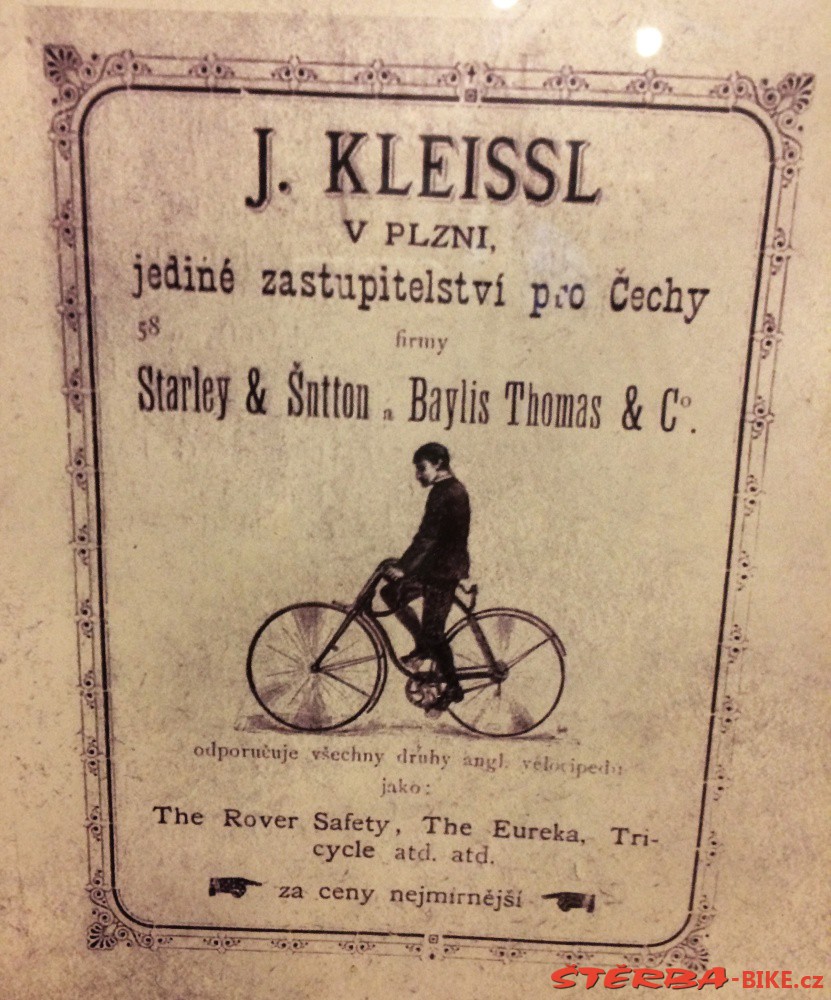 J. KLEISSL
V PLZNI,
jediné zastupitelství pro Čechy
58
firmy
Starley & Šntton a Baylis Thomas & Cº.
odporučuje všechny druhy angl. velocipedů
jako:
The Rover Safety, The Eureka, Tri-
cycle atd. atd.
za ceny nejmírnější
ŠTĚRBA-BIKE.cz